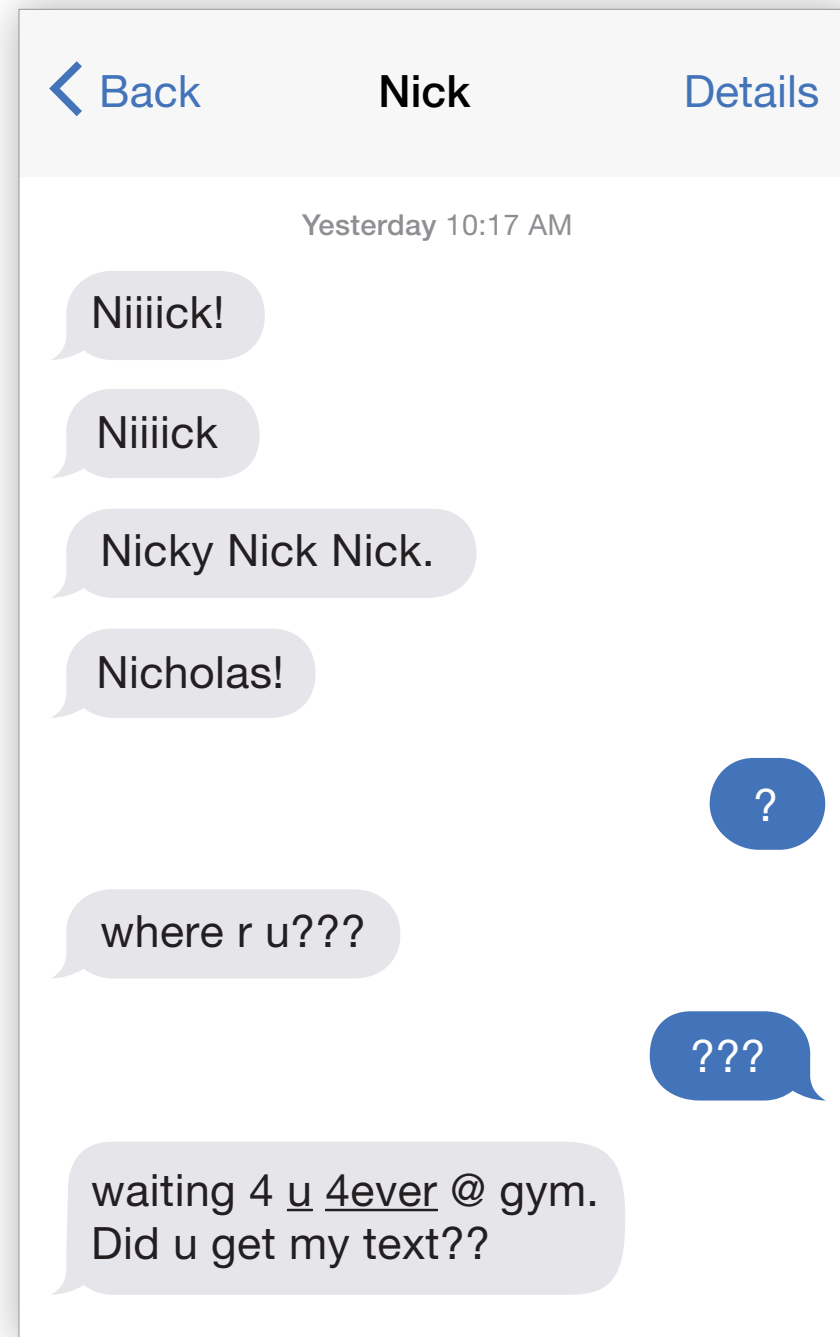 Back Nick Details
Yesterday 10:17 AM
Niiiick!
Niiiick
Nicky Nick Nick.
Nicholas!
?
where r u???
???
waiting 4 u 4ever @ gym.
Did u get my text??